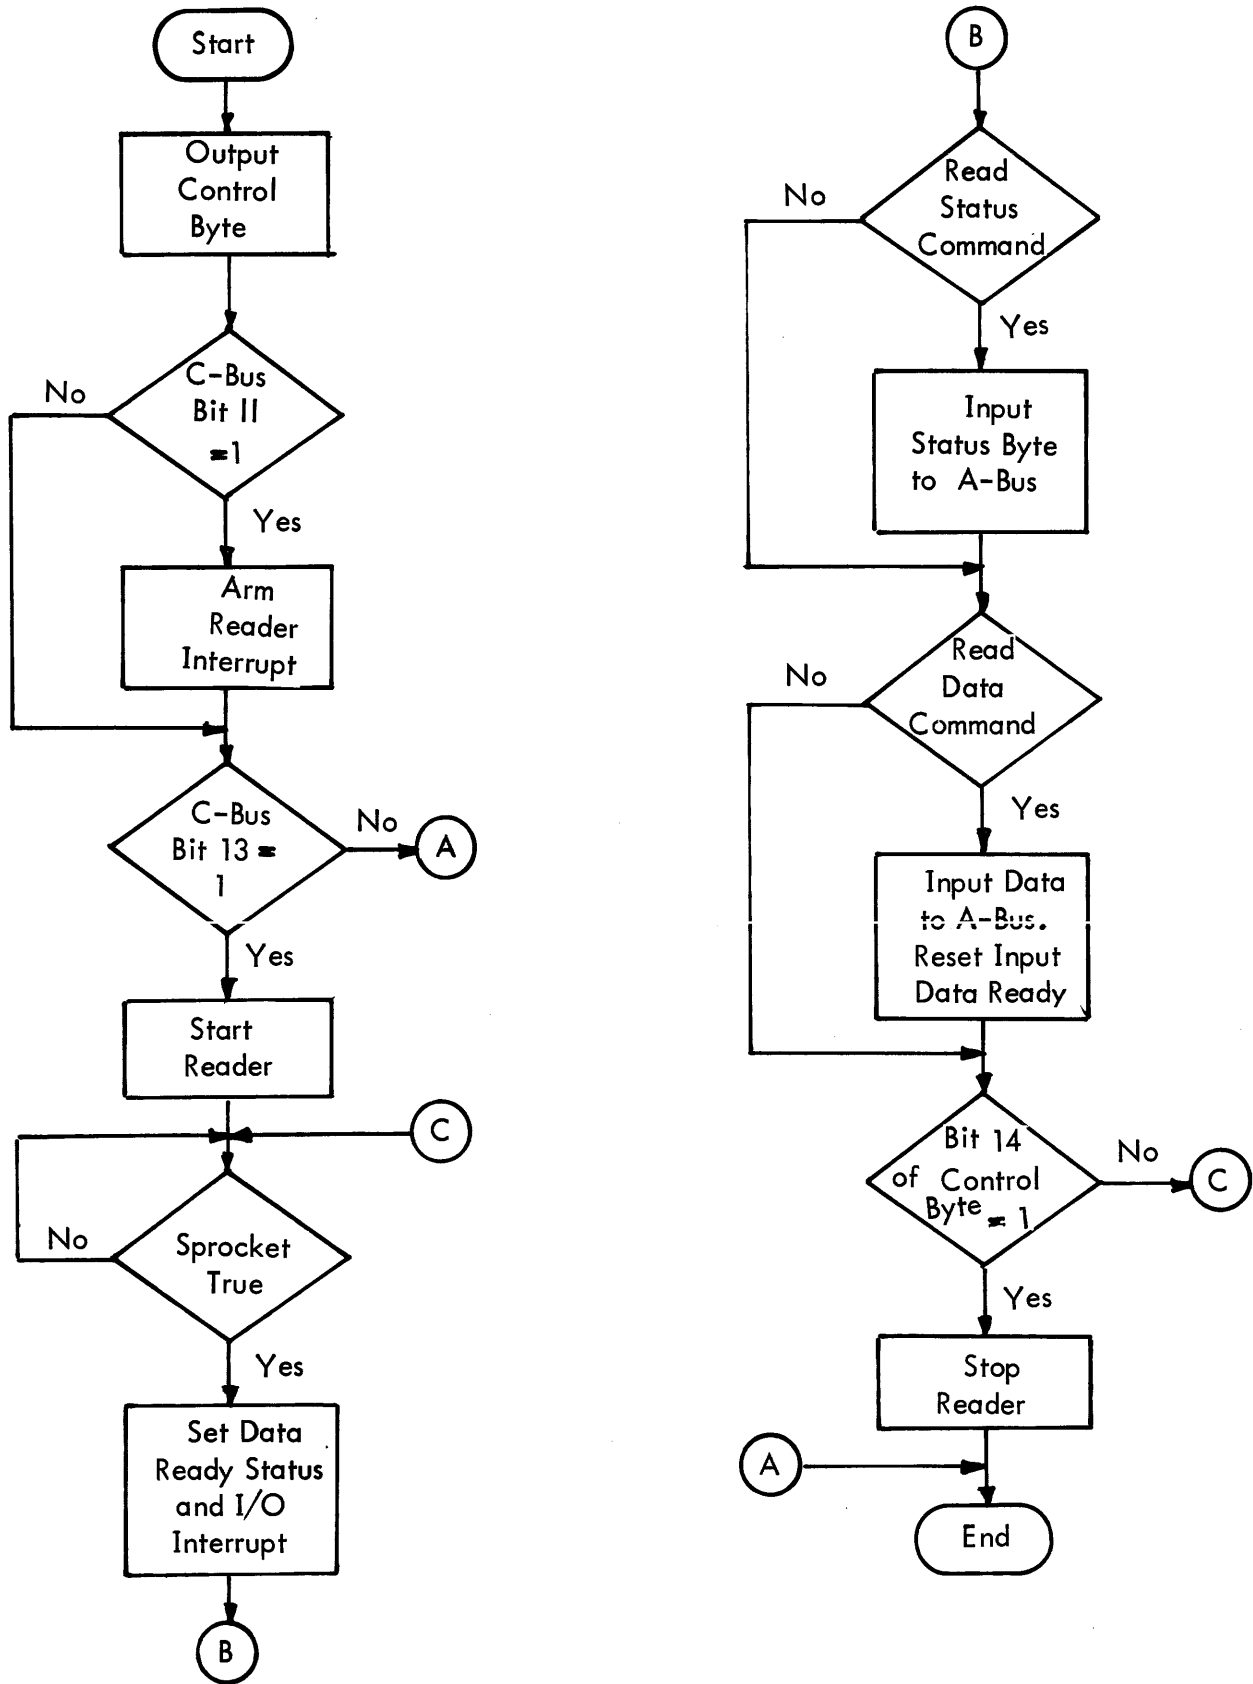 Start
Output
Control
Byte
C-Bus
Bit 11
=1
No
Yes
Arm
Reader
Interrupt
C-Bus
Bit 13 =
1
No
A
Yes
Start
Reader
C
Sprocket
True
No
Yes
Set Data
Ready Status
and I/O
Interrupt
B
B
Read
Status
Command
No
Yes
Input
Status Byte
to A-Bus
Read
Data
Command
No
Yes
Input Data
to A-Bus.
Reset Input
Data Ready
Bit 14
of Control
Byte = 1
No
C
Yes
Stop
Reader
A
End